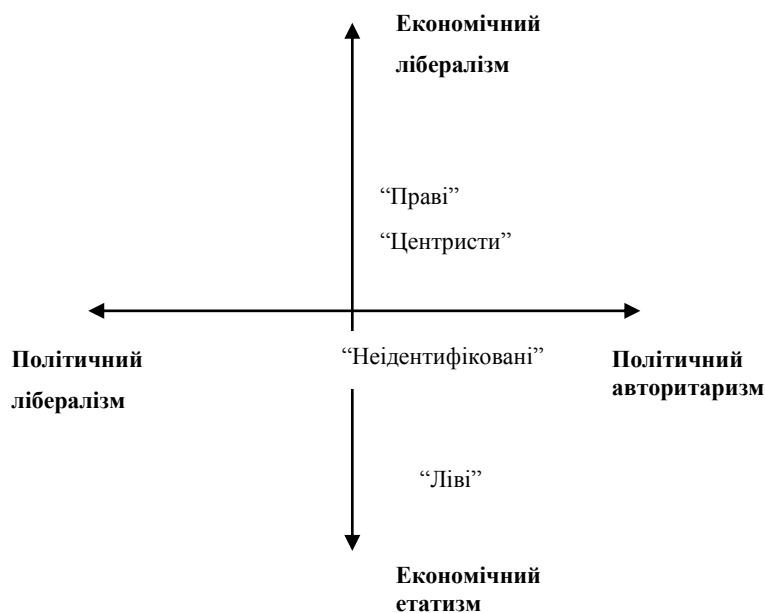 Економічний
лібералізм
“Праві”
“Центристи”
Політичний
лібералізм
“Неідентифіковані”
Політичний
авторитаризм
“Ліві”
Економічний
етатизм